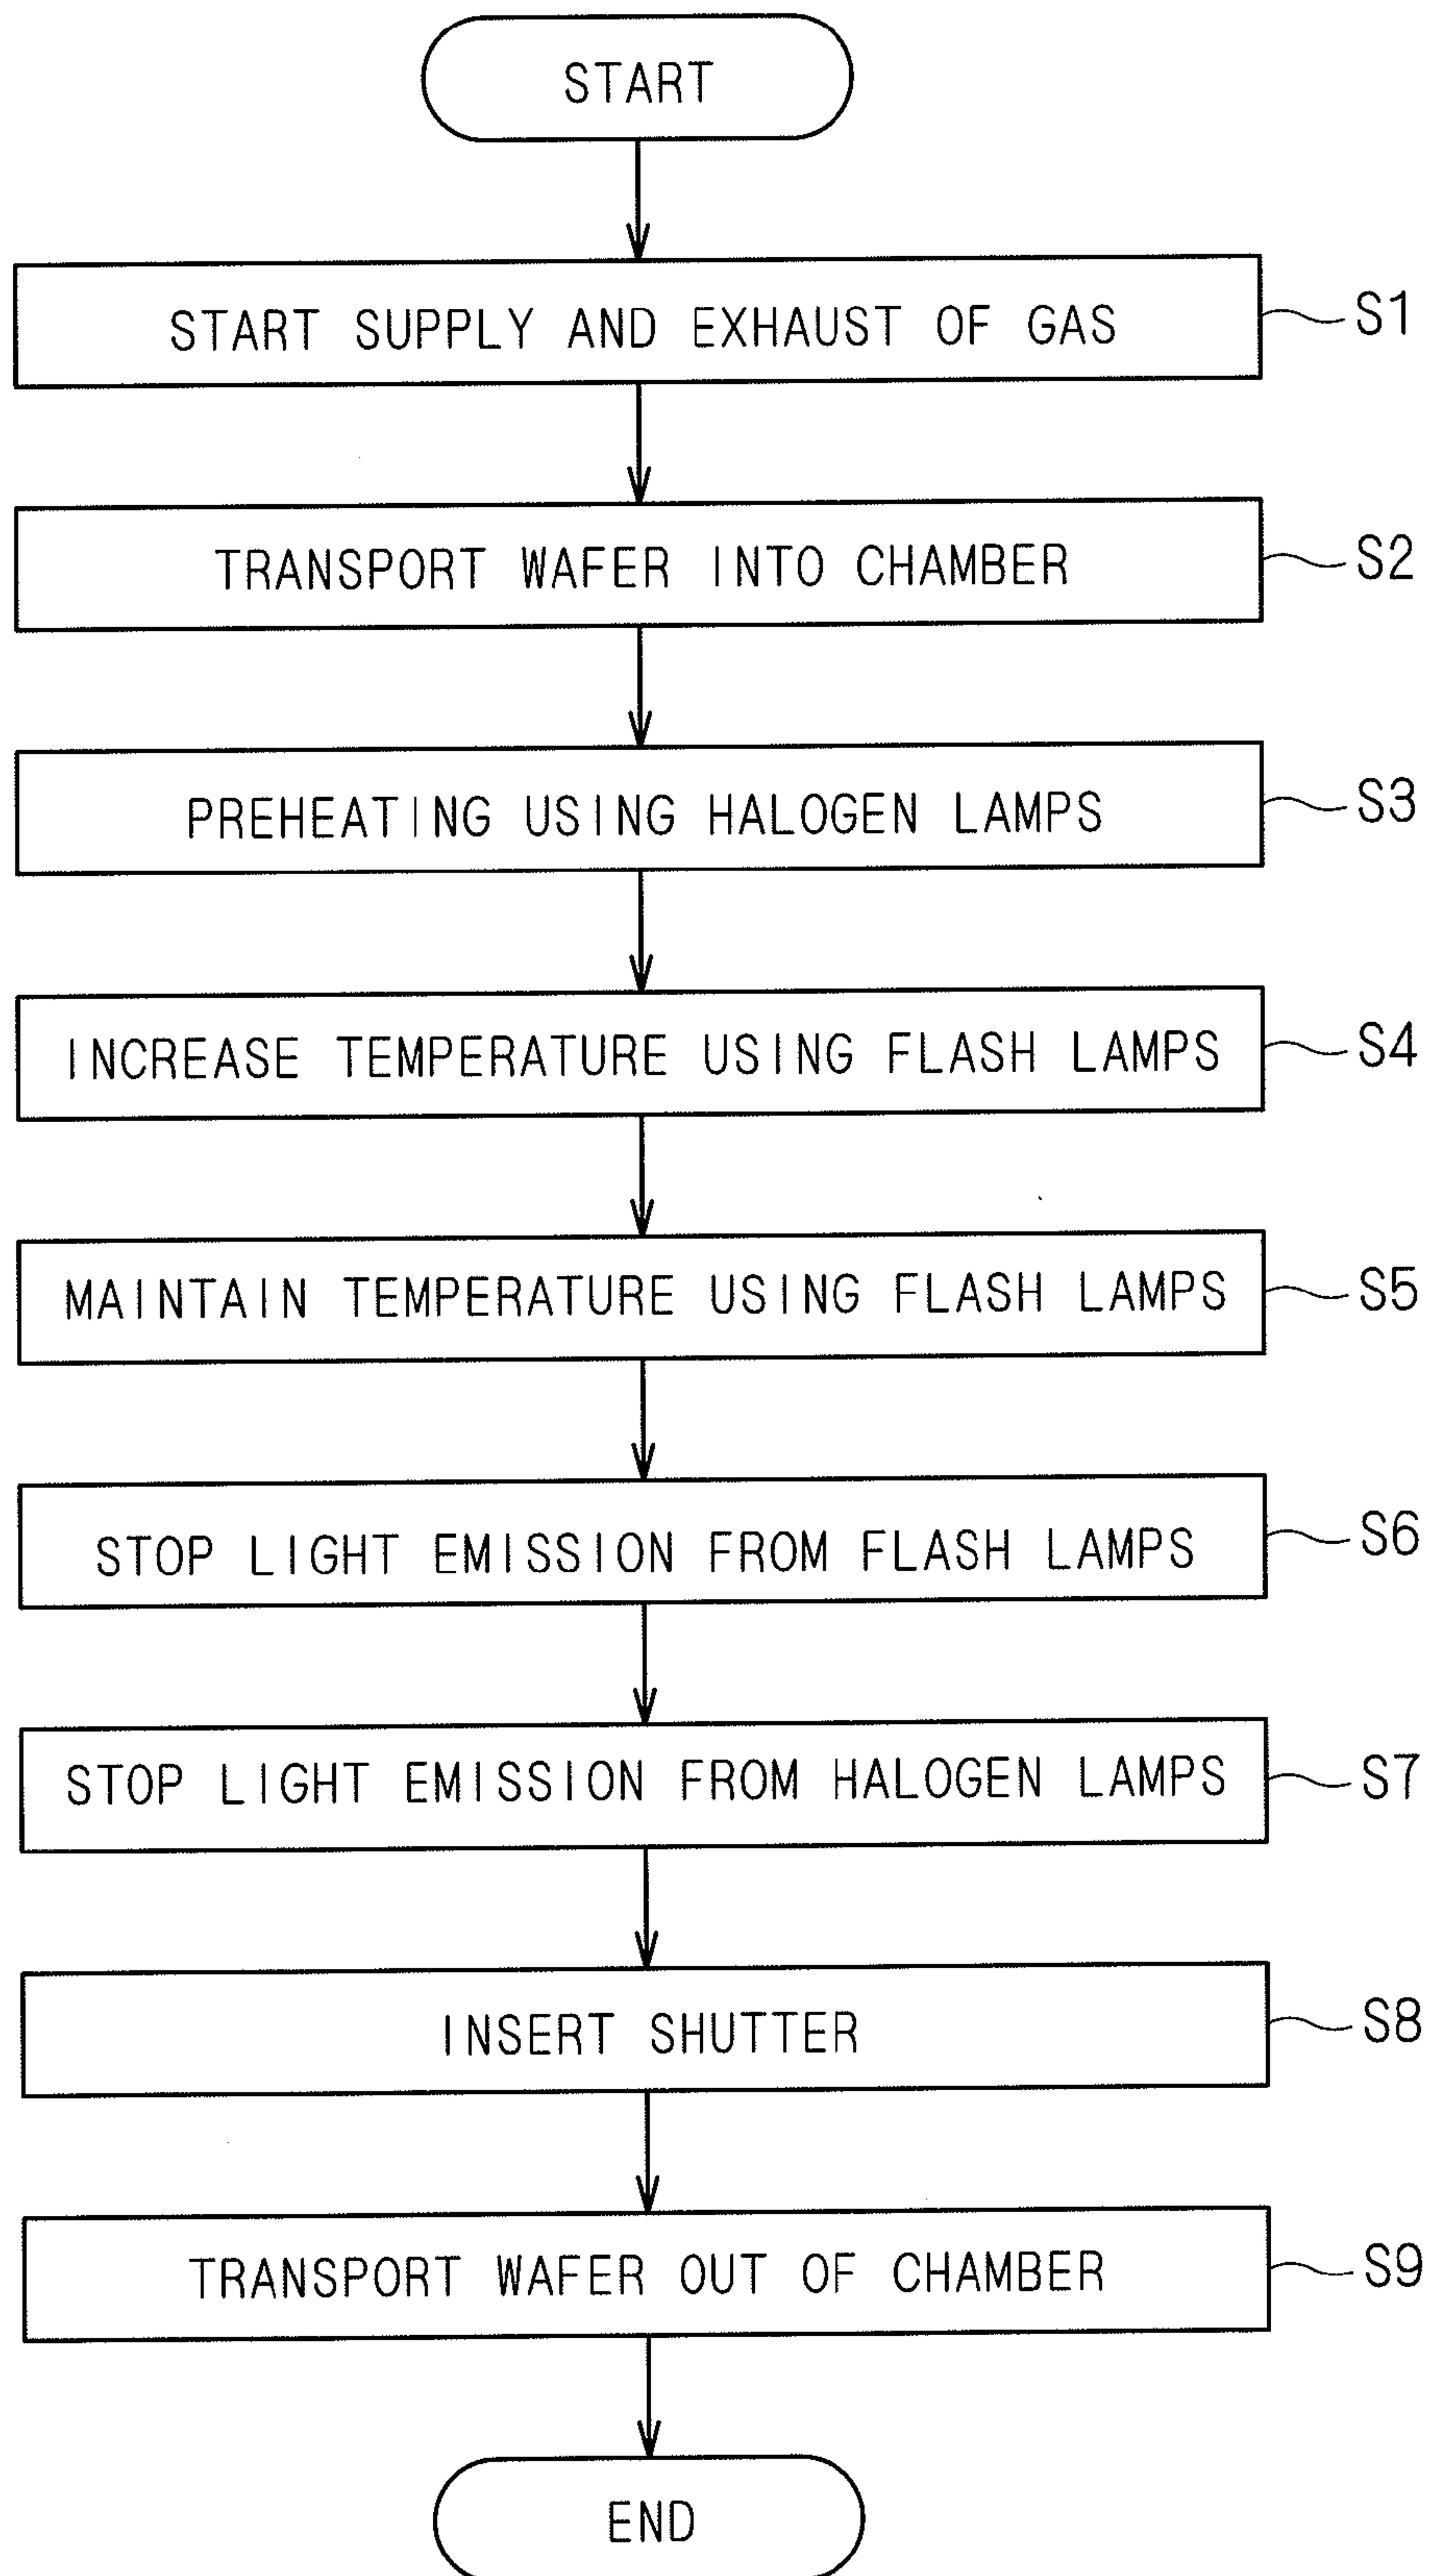 START
START SUPPLY AND EXHAUST OF GAS
S1
TRANSPORT WAFER INTO CHAMBER
S2
PREHEATING USING HALOGEN LAMPS
S3
INCREASE TEMPERATURE USING FLASH LAMPS
S4
MAINTAIN TEMPERATURE USING FLASH LAMPS
S5
STOP LIGHT EMISSION FROM FLASH LAMPS
S6
STOP LIGHT EMISSION FROM HALOGEN LAMPS
S7
INSERT SHUTTER
S8
TRANSPORT WAFER OUT OF CHAMBER
S9
END